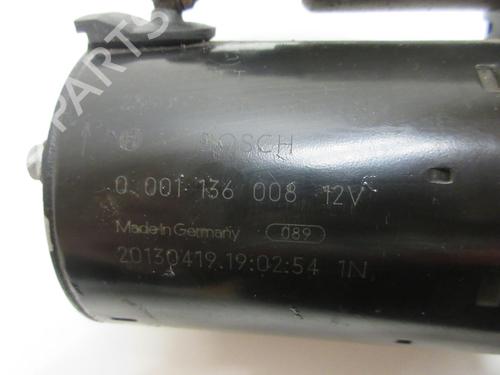 BOSCH
0 001 136 008 12V
Made in Germany 089
20130419.19:02:54 1N
B PARTS